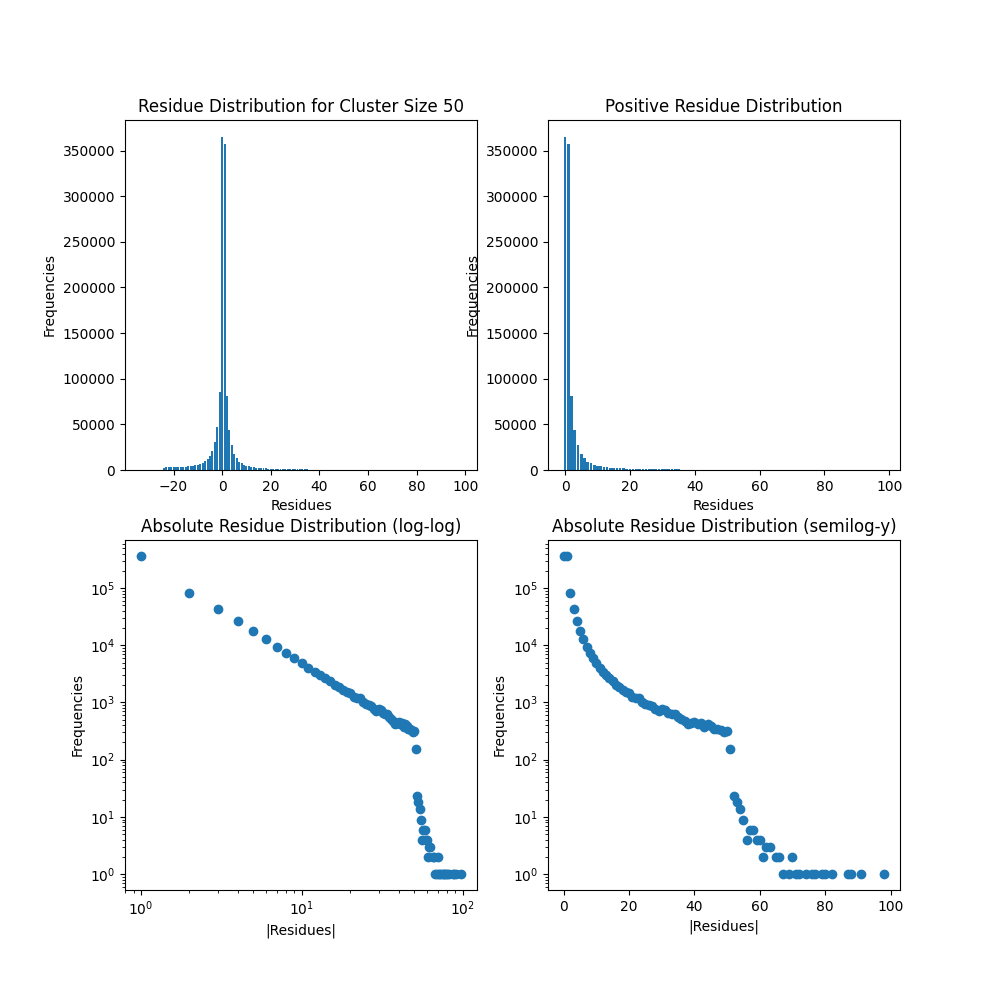 Residue Distribution for Cluster Size 50
Frequencies
350000
300000
250000
200000
150000
100000
50000
0
−20 0 20 40 60 80 100
Residues
Positive Residue Distribution
Frequencies
350000
300000
250000
200000
150000
100000
50000
0
0 20 40 60 80 100
Residues
Absolute Residue Distribution (log-log)
Frequencies
10^5
10^4
10^3
10^2
10^1
10^0
10^0 10^1 10^2
|Residues|
Absolute Residue Distribution (semilog-y)
Frequencies
10^5
10^4
10^3
10^2
10^1
10^0
0 20 40 60 80 100
|Residues|